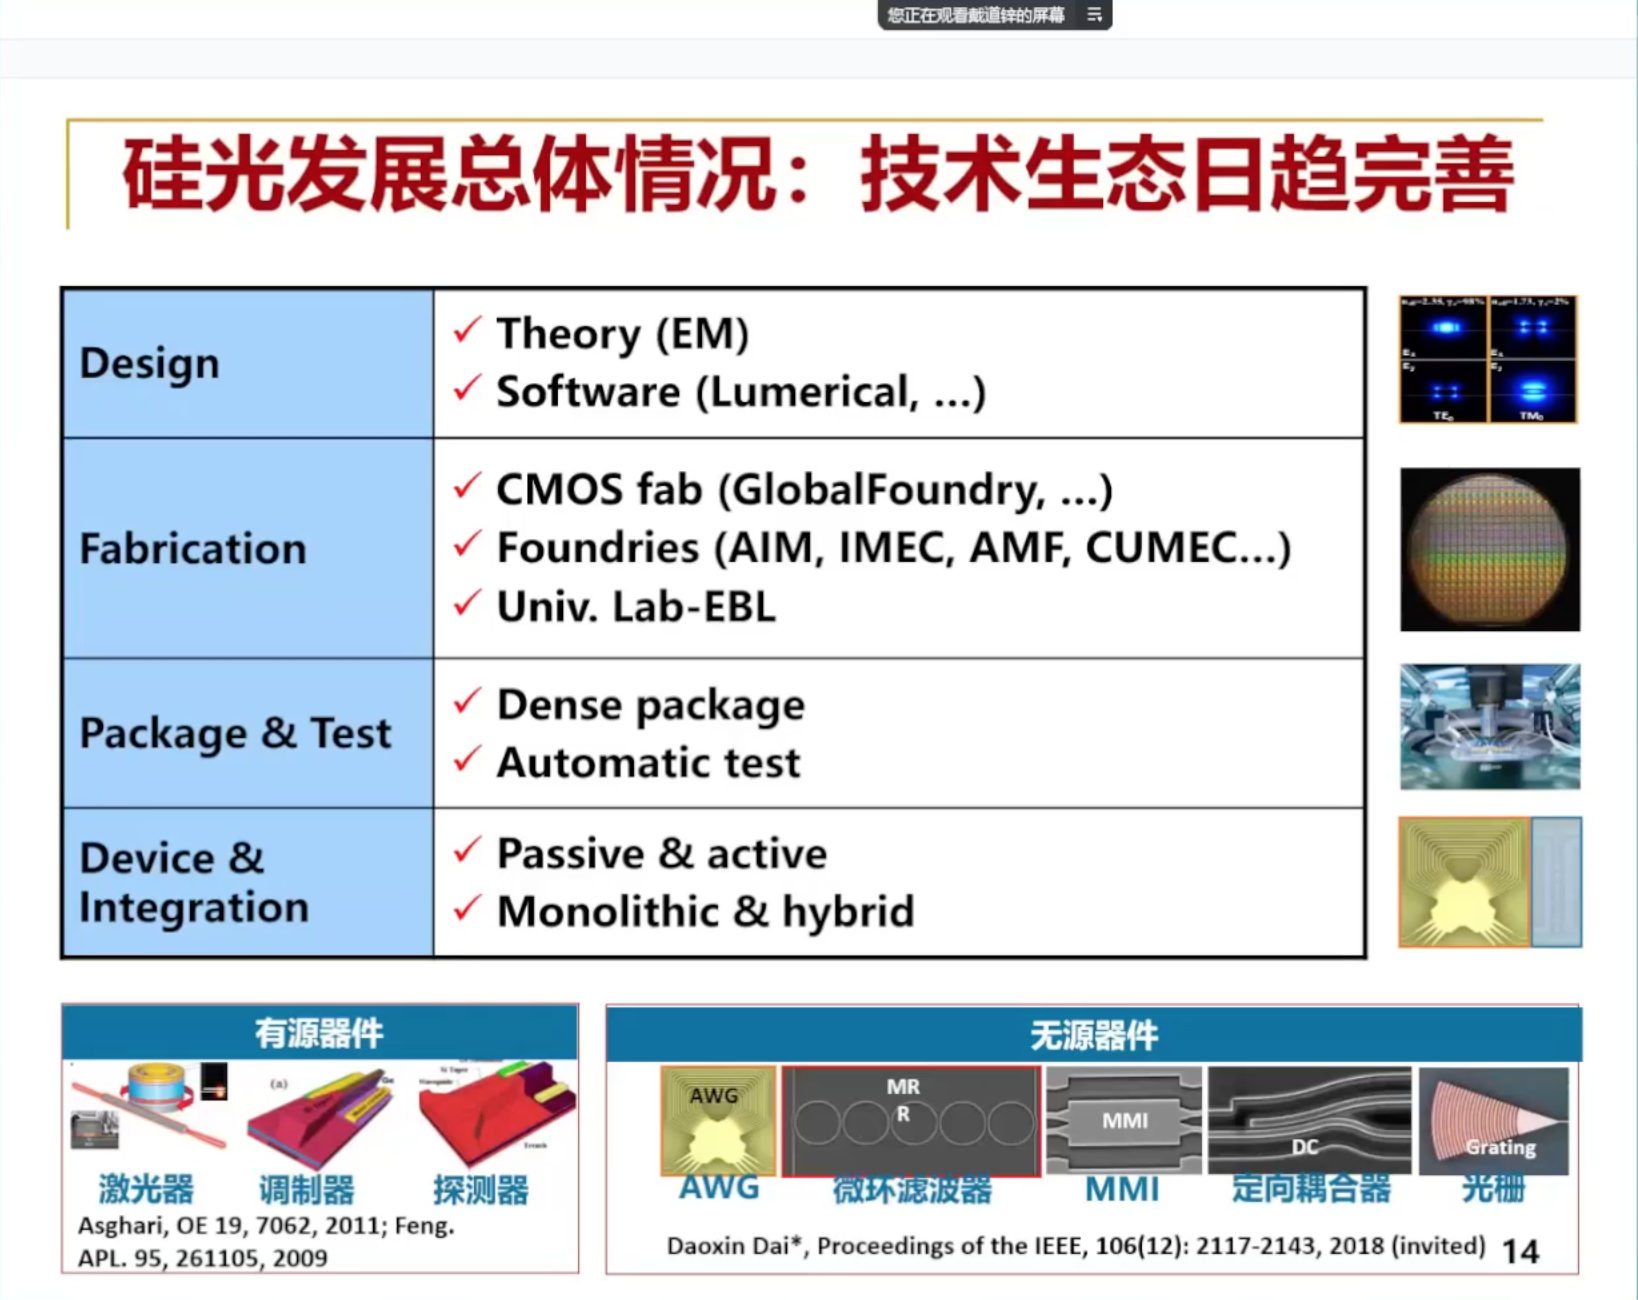 您正在观看戴道锌的屏幕
硅光发展总体情况：技术生态日趋完善
Design
✓ Theory (EM)
✓ Software (Lumerical, ...)
Fabrication
✓ CMOS fab (GlobalFoundry, ...)
✓ Foundries (AIM, IMEC, AMF, CUMEC...)
✓ Univ. Lab-EBL
Package & Test
✓ Dense package
✓ Automatic test
Device &
Integration
✓ Passive & active
✓ Monolithic & hybrid
TE₀
TM₀
有源器件
(a)
激光器
调制器
探测器
Asghari, OE 19, 7062, 2011; Feng.
APL. 95, 261105, 2009
无源器件
AWG
MR
R
MMI
DC
Grating
AWG
微环滤波器
MMI
定向耦合器
光栅
Daoxin Dai*, Proceedings of the IEEE, 106(12): 2117-2143, 2018 (invited)
14